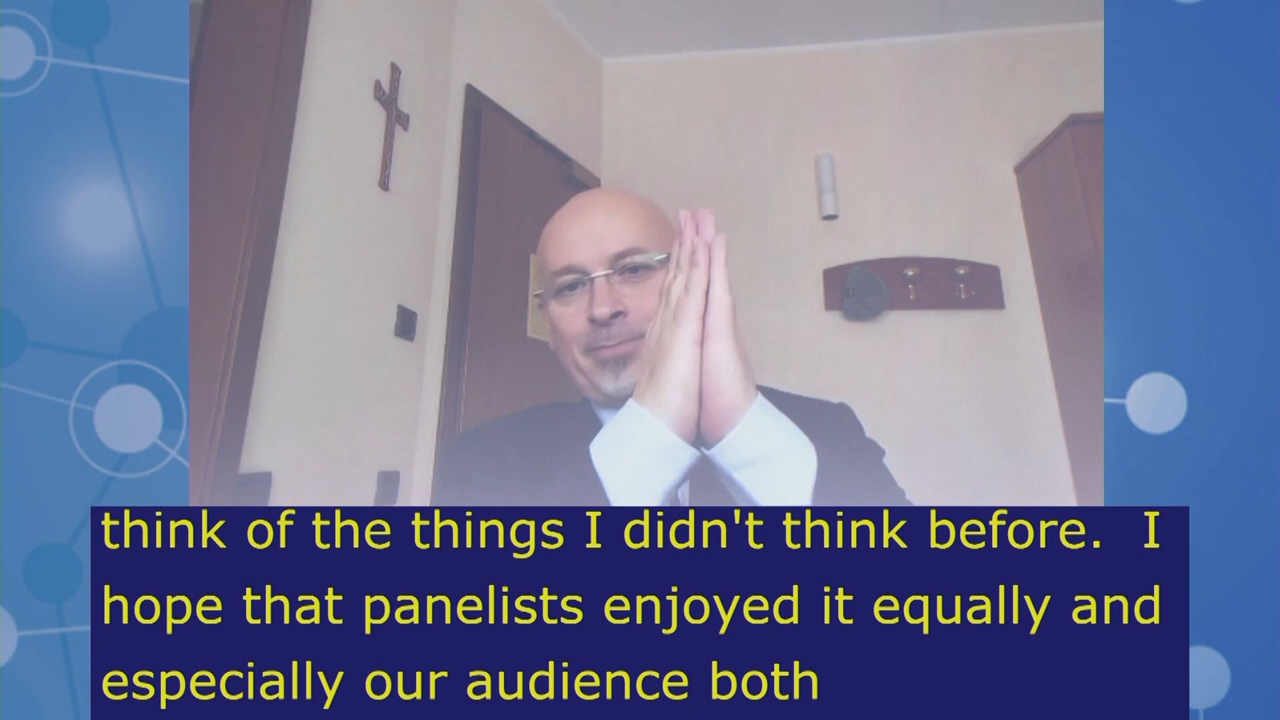 think of the things I didn't think before.  I
hope that panelists enjoyed it equally and
especially our audience both